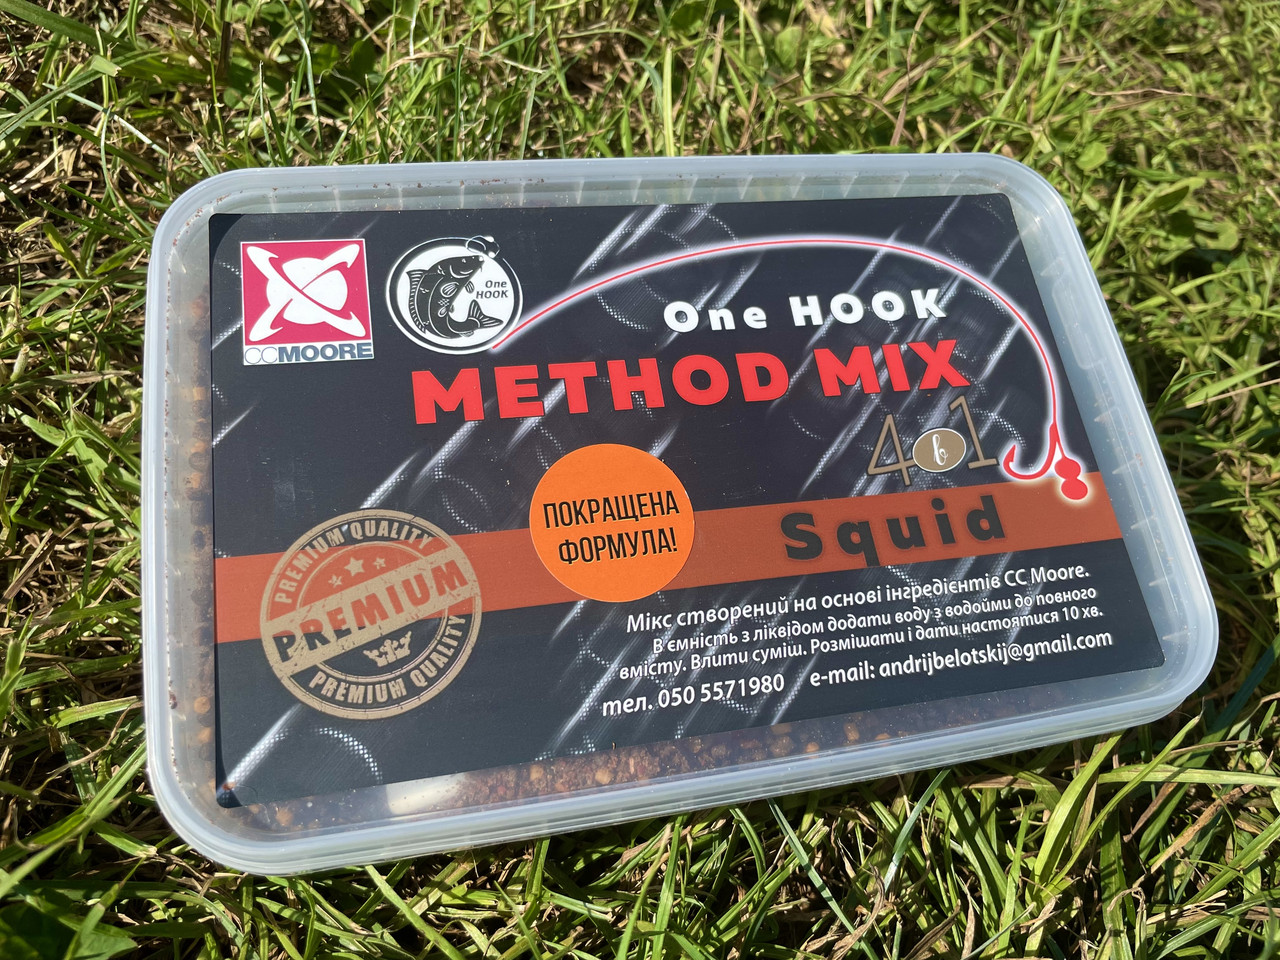 CCMOORE
One
HOOK
One HOOK
METHOD MIX
4 в 1
Squid
ПОКРАЩЕНА
ФОРМУЛА!
PREMIUM QUALITY
PREMIUM
PREMIUM QUALITY
Мікс створений на основі інгредієнтів CC Moore.
В ємність з ліквідом додати воду з водойми до повного
вмісту. Влити суміш. Розмішати і дати настоятися 10 хв.
тел. 050 5571980 e-mail: andrijbelotskij@gmail.com